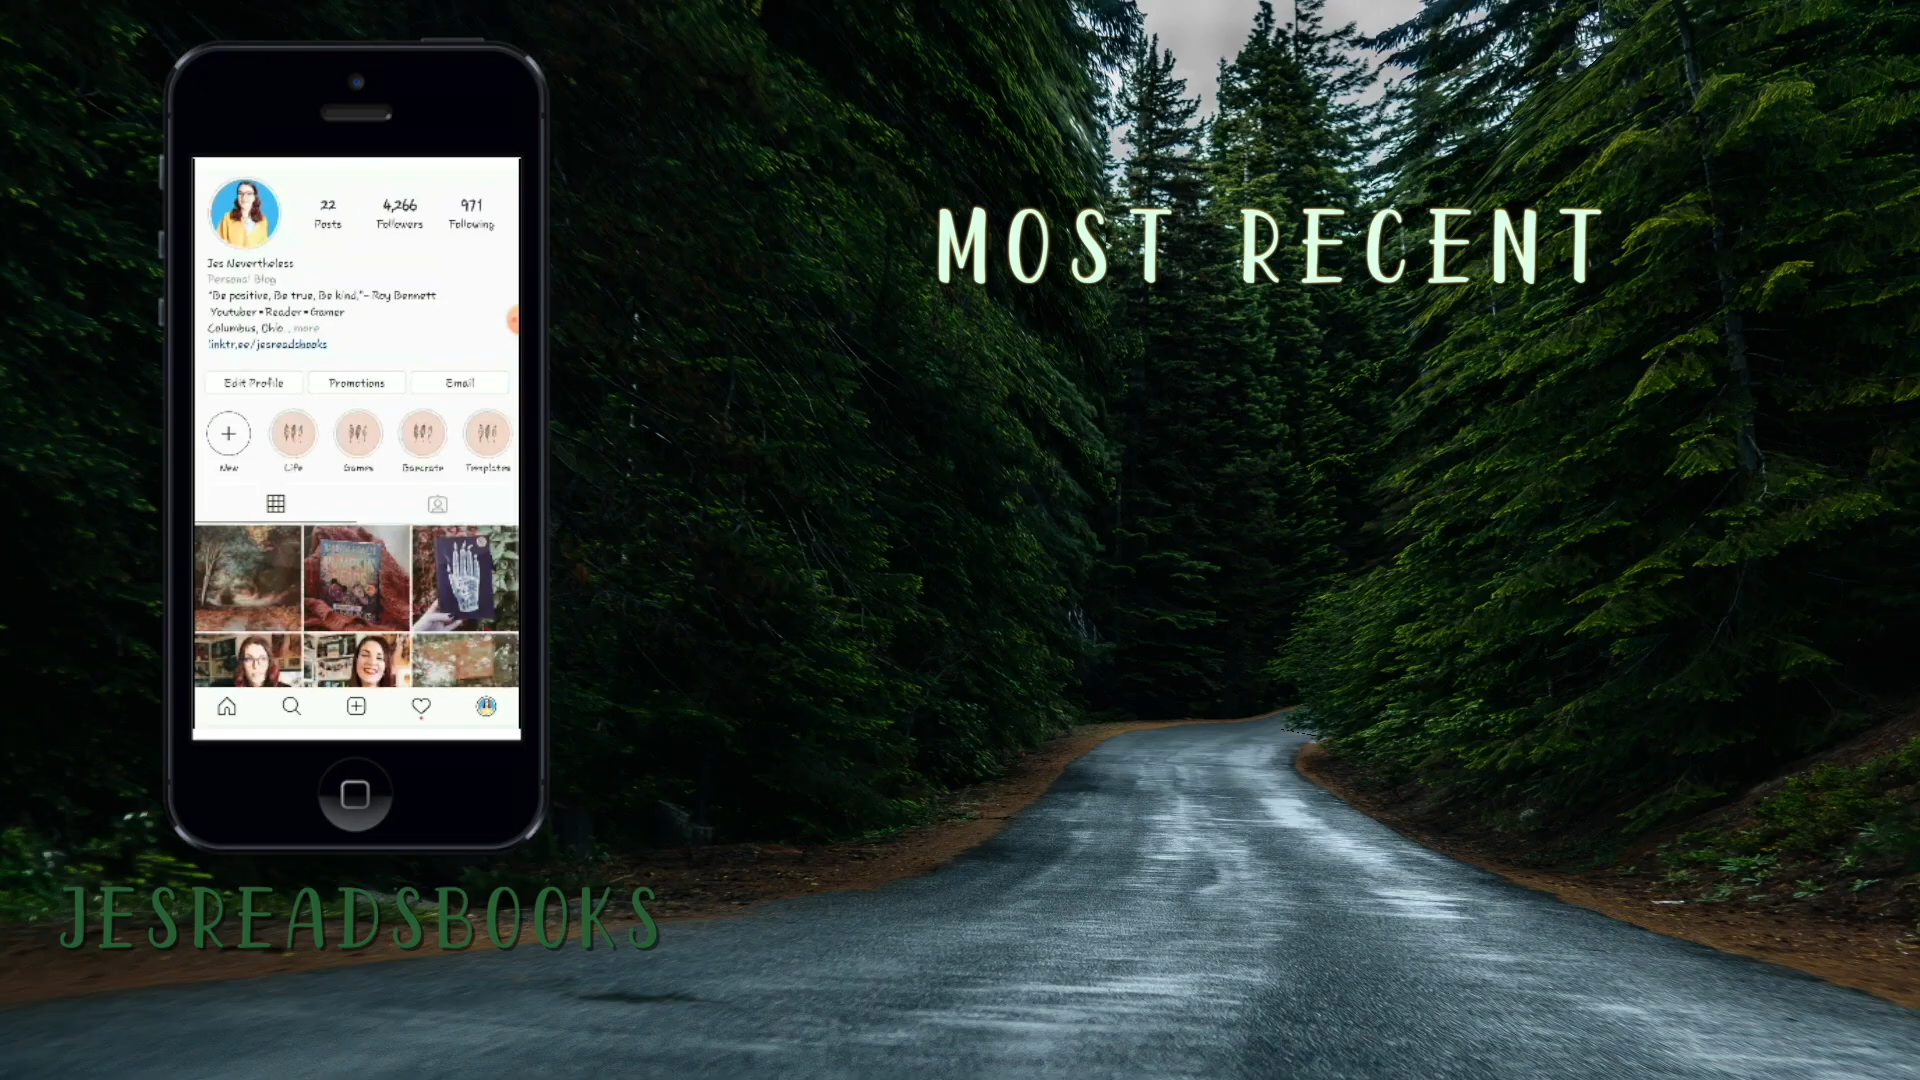 22
4,266
971
Posts
Followers
Following
Jes Nevertheless
Personal Blog
"Be positive, Be true, Be kind."- Roy Bennett
Youtuber • Reader • Gamer
Columbus, Ohio... more
linktr.ee/jesreadsbooks
Edit Profile
Promotions
Email
New
Life
Games
Templates
MOST RECENT
JESREADSBOOKS